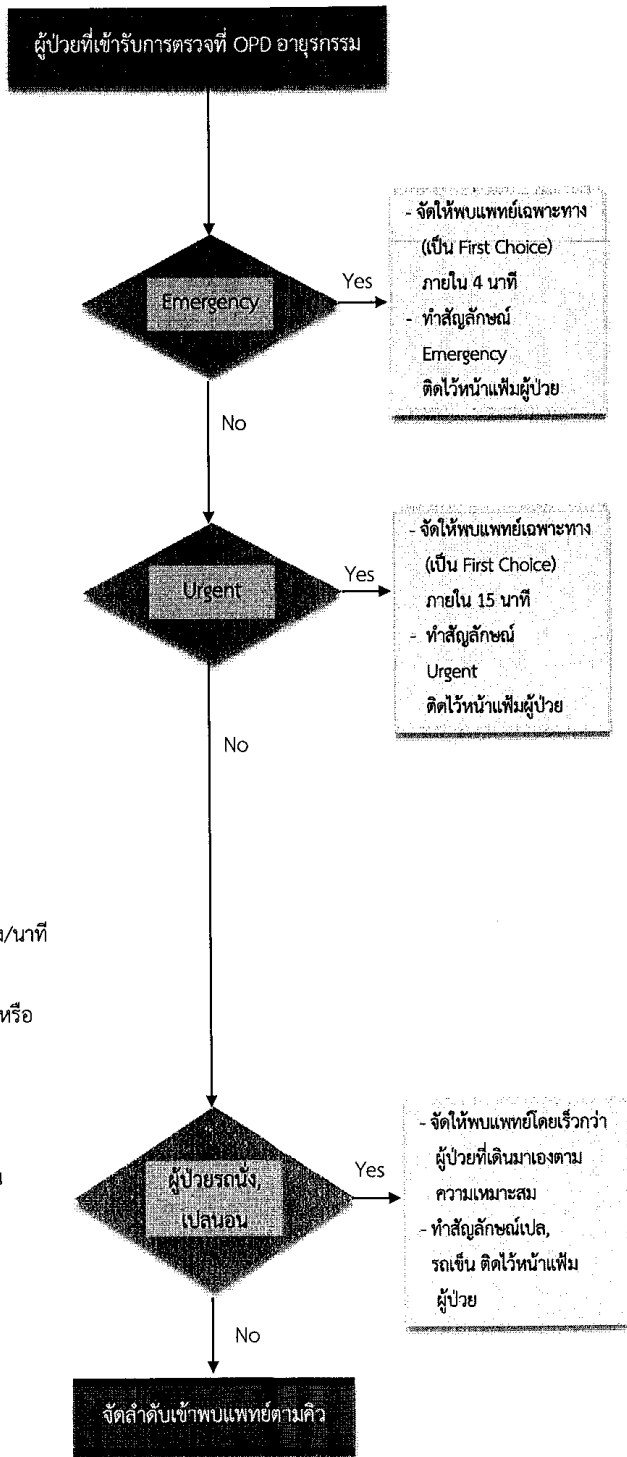 ผู้ป่วยที่เข้ารับการตรวจที่ OPD อายุรกรรม
Emergency
Yes
- จัดให้พบแพทย์เฉพาะทาง
(เป็น First Choice)
ภายใน 4 นาที
- ทำสัญลักษณ์
Emergency
ติดไว้หน้าแฟ้มผู้ป่วย
No
Urgent
Yes
- จัดให้พบแพทย์เฉพาะทาง
(เป็น First Choice)
ภายใน 15 นาที
- ทำสัญลักษณ์
Urgent
ติดไว้หน้าแฟ้มผู้ป่วย
No
/นาที
หรือ
ผู้ป่วยรถนั่ง,
เปลนอน
Yes
- จัดให้พบแพทย์โดยเร็วกว่า
ผู้ป่วยที่เดินมาเองตาม
ความเหมาะสม
- ทำสัญลักษณ์เปล,
รถเข็น ติดไว้หน้าแฟ้ม
ผู้ป่วย
No
จัดลำดับเข้าพบแพทย์ตามคิว